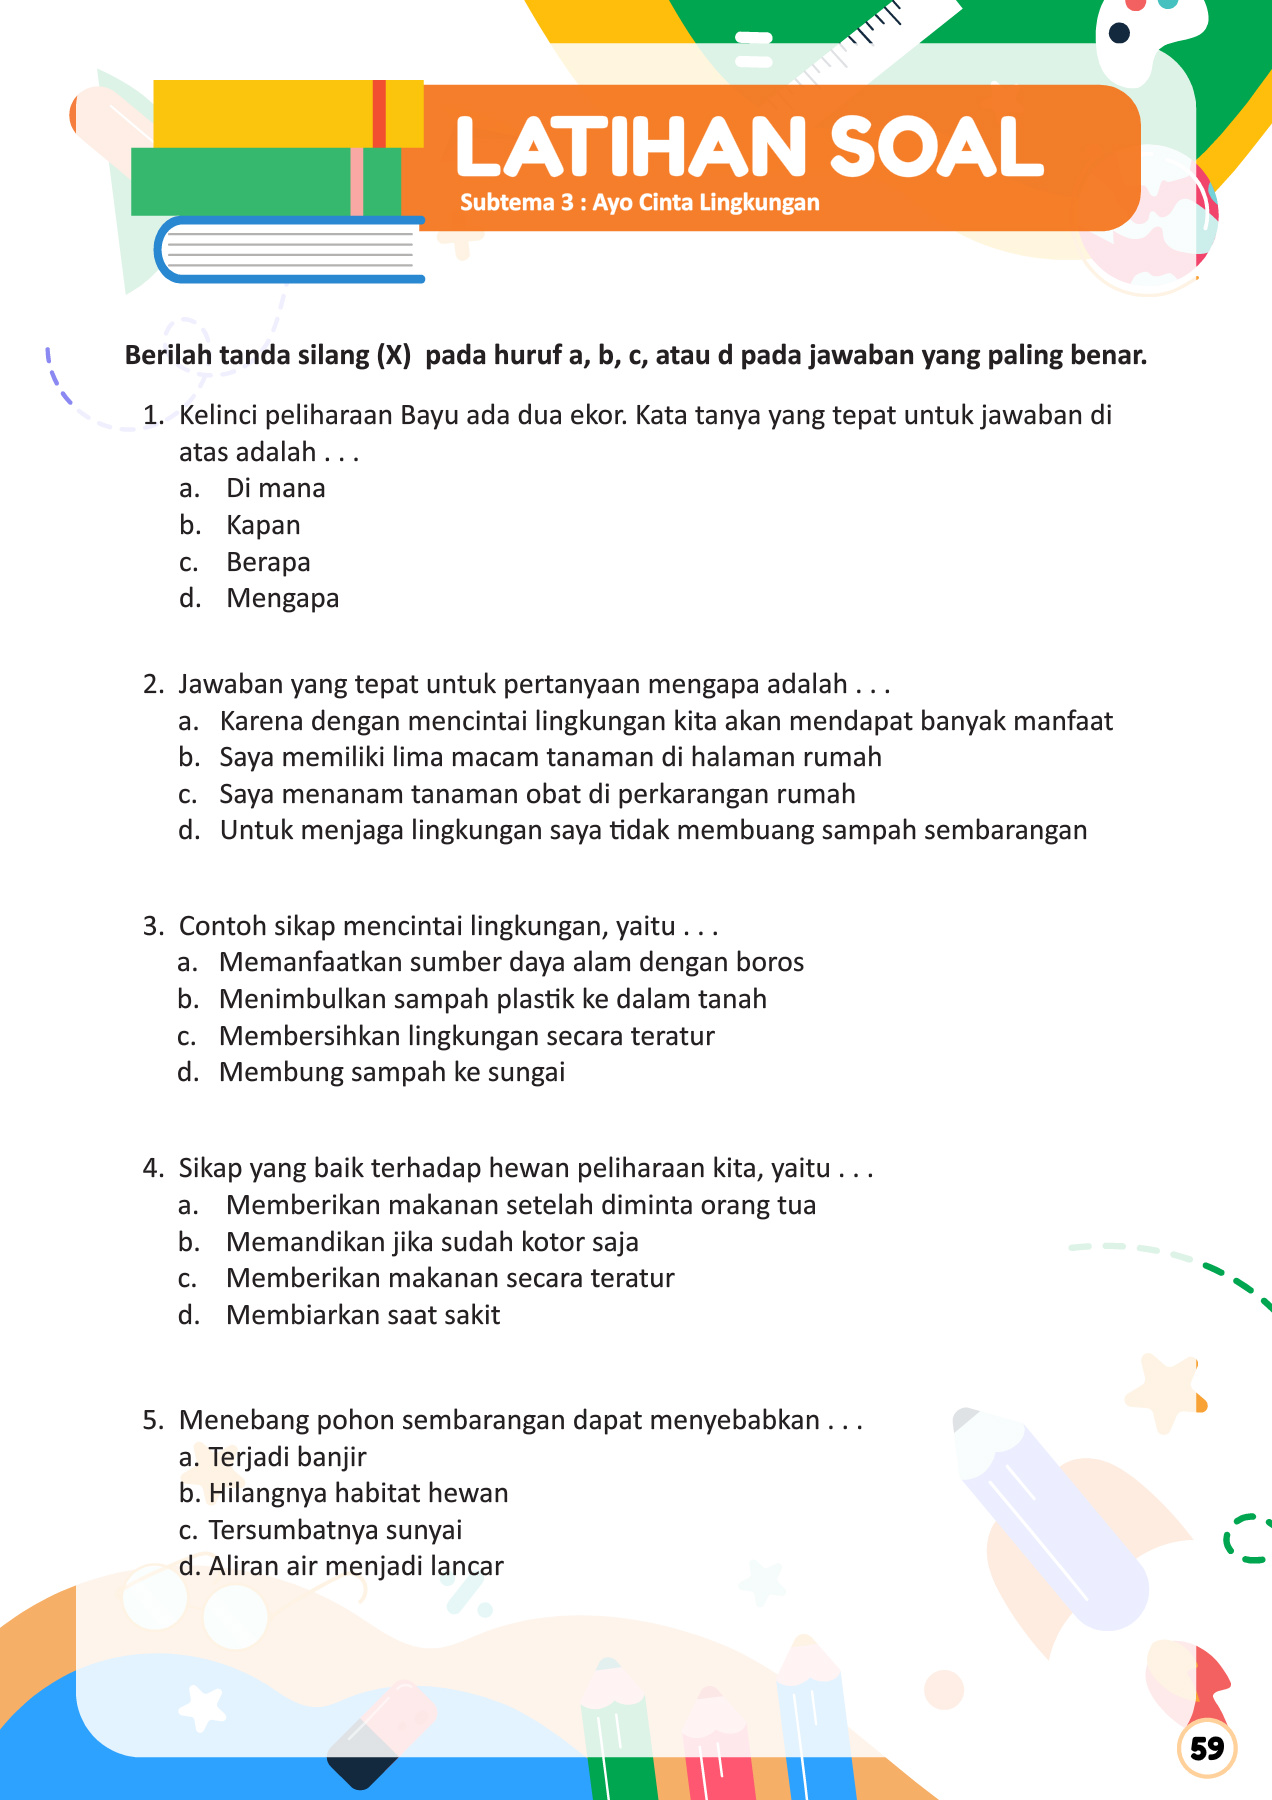 LATIHAN SOAL
Subtema 3 : Ayo Cinta Lingkungan
Berilah tanda silang (X)  pada huruf a, b, c, atau d pada jawaban yang paling benar.
1. Kelinci peliharaan Bayu ada dua ekor. Kata tanya yang tepat untuk jawaban di
atas adalah . . .
a. Di mana
b. Kapan
c. Berapa
d. Mengapa
2. Jawaban yang tepat untuk pertanyaan mengapa adalah . . .
a. Karena dengan mencintai lingkungan kita akan mendapat banyak manfaat
b. Saya memiliki lima macam tanaman di halaman rumah
c. Saya menanam tanaman obat di perkarangan rumah
d. Untuk menjaga lingkungan saya tidak membuang sampah sembarangan
3. Contoh sikap mencintai lingkungan, yaitu . . .
a. Memanfaatkan sumber daya alam dengan boros
b. Menimbulkan sampah plastik ke dalam tanah
c. Membersihkan lingkungan secara teratur
d. Membung sampah ke sungai
4. Sikap yang baik terhadap hewan peliharaan kita, yaitu . . .
a. Memberikan makanan setelah diminta orang tua
b. Memandikan jika sudah kotor saja
c. Memberikan makanan secara teratur
d. Membiarkan saat sakit
5. Menebang pohon sembarangan dapat menyebabkan . . .
a. Terjadi banjir
b. Hilangnya habitat hewan
c. Tersumbatnya sunyai
d. Aliran air menjadi lancar
59